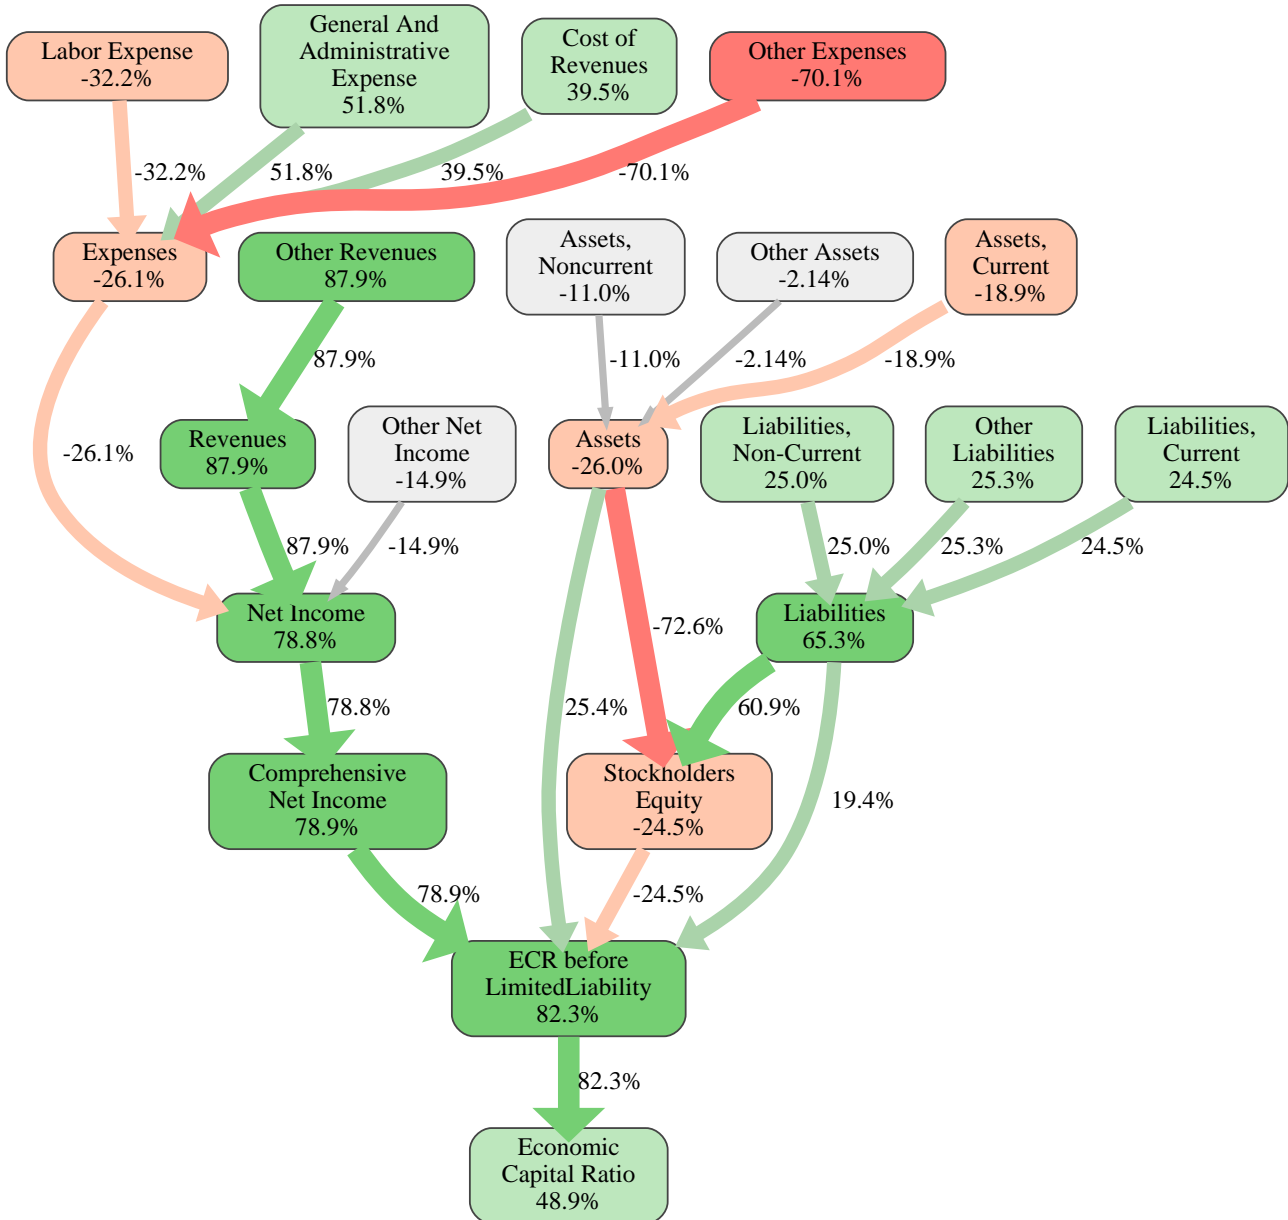 Labor Expense
-32.2%
General And
Administrative
Expense
51.8%
Cost of
Revenues
39.5%
Other Expenses
-70.1%
-32.2%
51.8%
39.5%
-70.1%
Expenses
-26.1%
Other Revenues
87.9%
Assets,
Noncurrent
-11.0%
Other Assets
-2.14%
Assets,
Current
-18.9%
87.9%
-11.0%
-2.14%
-18.9%
-26.1%
Revenues
87.9%
Other Net
Income
-14.9%
Assets
-26.0%
Liabilities,
Non-Current
25.0%
Other
Liabilities
25.3%
Liabilities,
Current
24.5%
87.9%
-14.9%
25.0%
25.3%
24.5%
Net Income
78.8%
-72.6%
Liabilities
65.3%
78.8%
25.4%
60.9%
Comprehensive
Net Income
78.9%
Stockholders
Equity
-24.5%
19.4%
78.9%
-24.5%
ECR before
LimitedLiability
82.3%
82.3%
Economic
Capital Ratio
48.9%